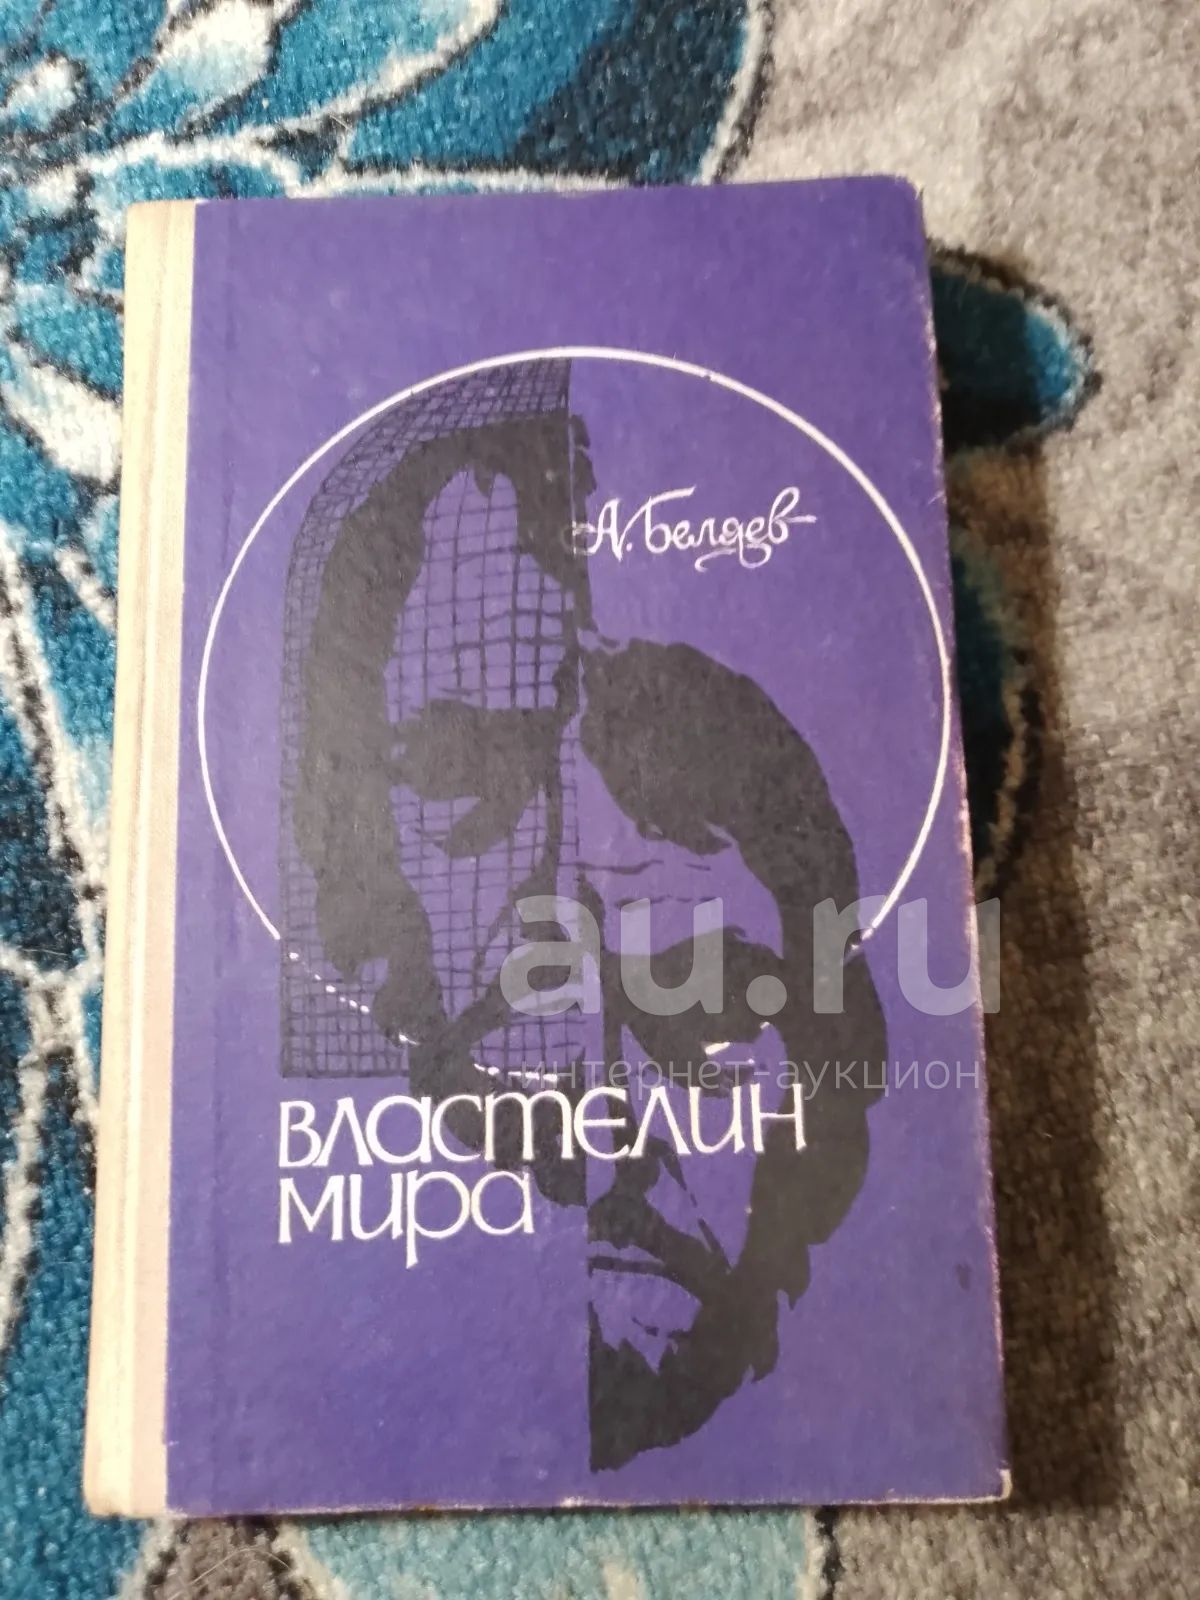 А. Беляев
au.ru
интернет-аукцион
Властелин
мира